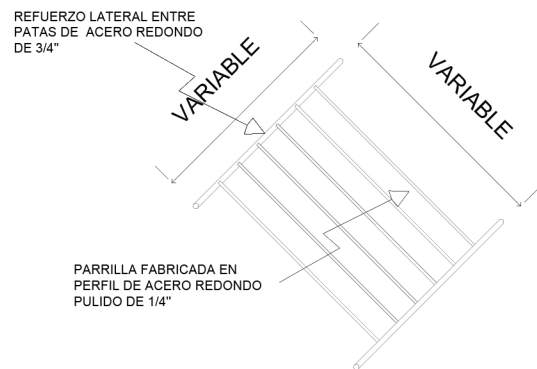 REFUERZO LATERAL ENTRE
PATAS DE ACERO REDONDO
DE 3/4"
VARIABLE
VARIABLE
PARRILLA FABRICADA EN
PERFIL DE ACERO REDONDO
PULIDO DE 1/4"